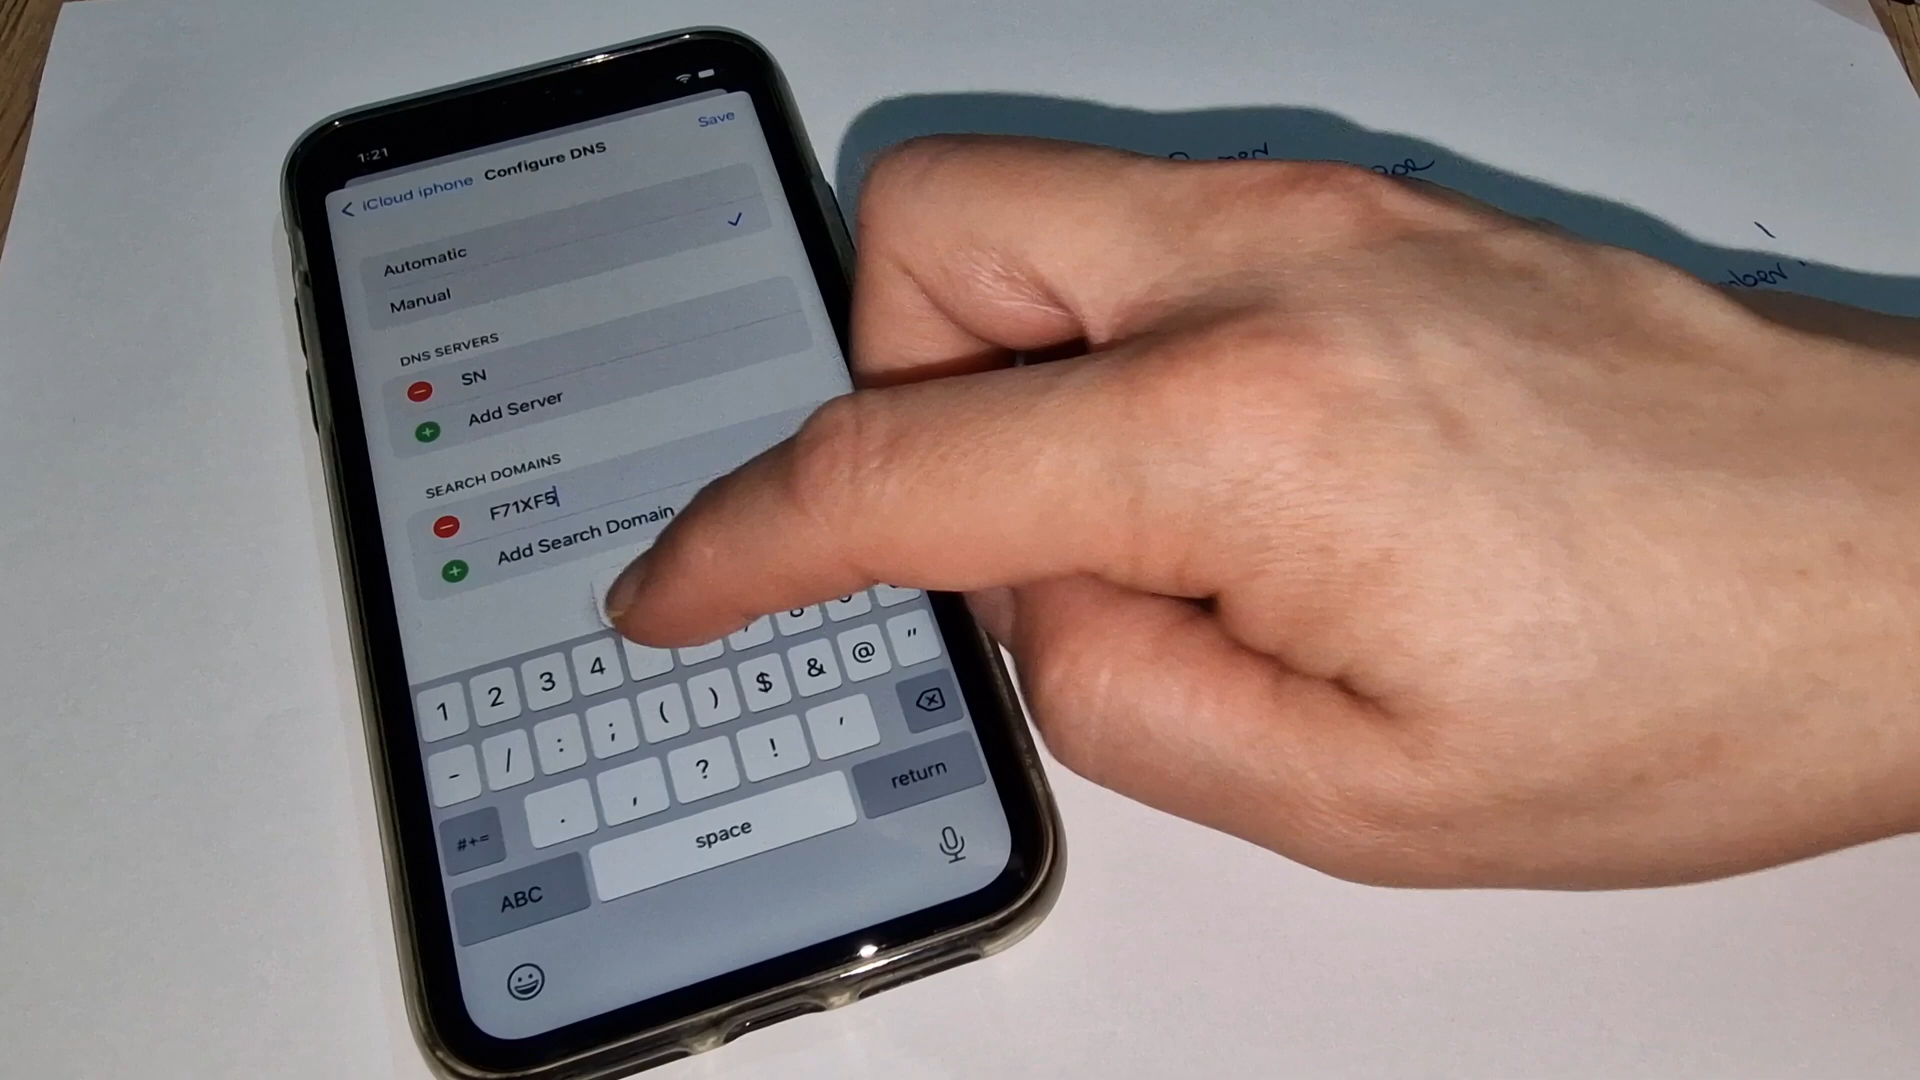 1:21
iCloud iphone Configure DNS Save
Automatic
Manual
DNS SERVERS
SN
Add Server
SEARCH DOMAINS
F71XF5
Add Search Domain
1 2 3 4
- / : ; ( ) $ & @ "
#+= . , ? ! '
ABC space return